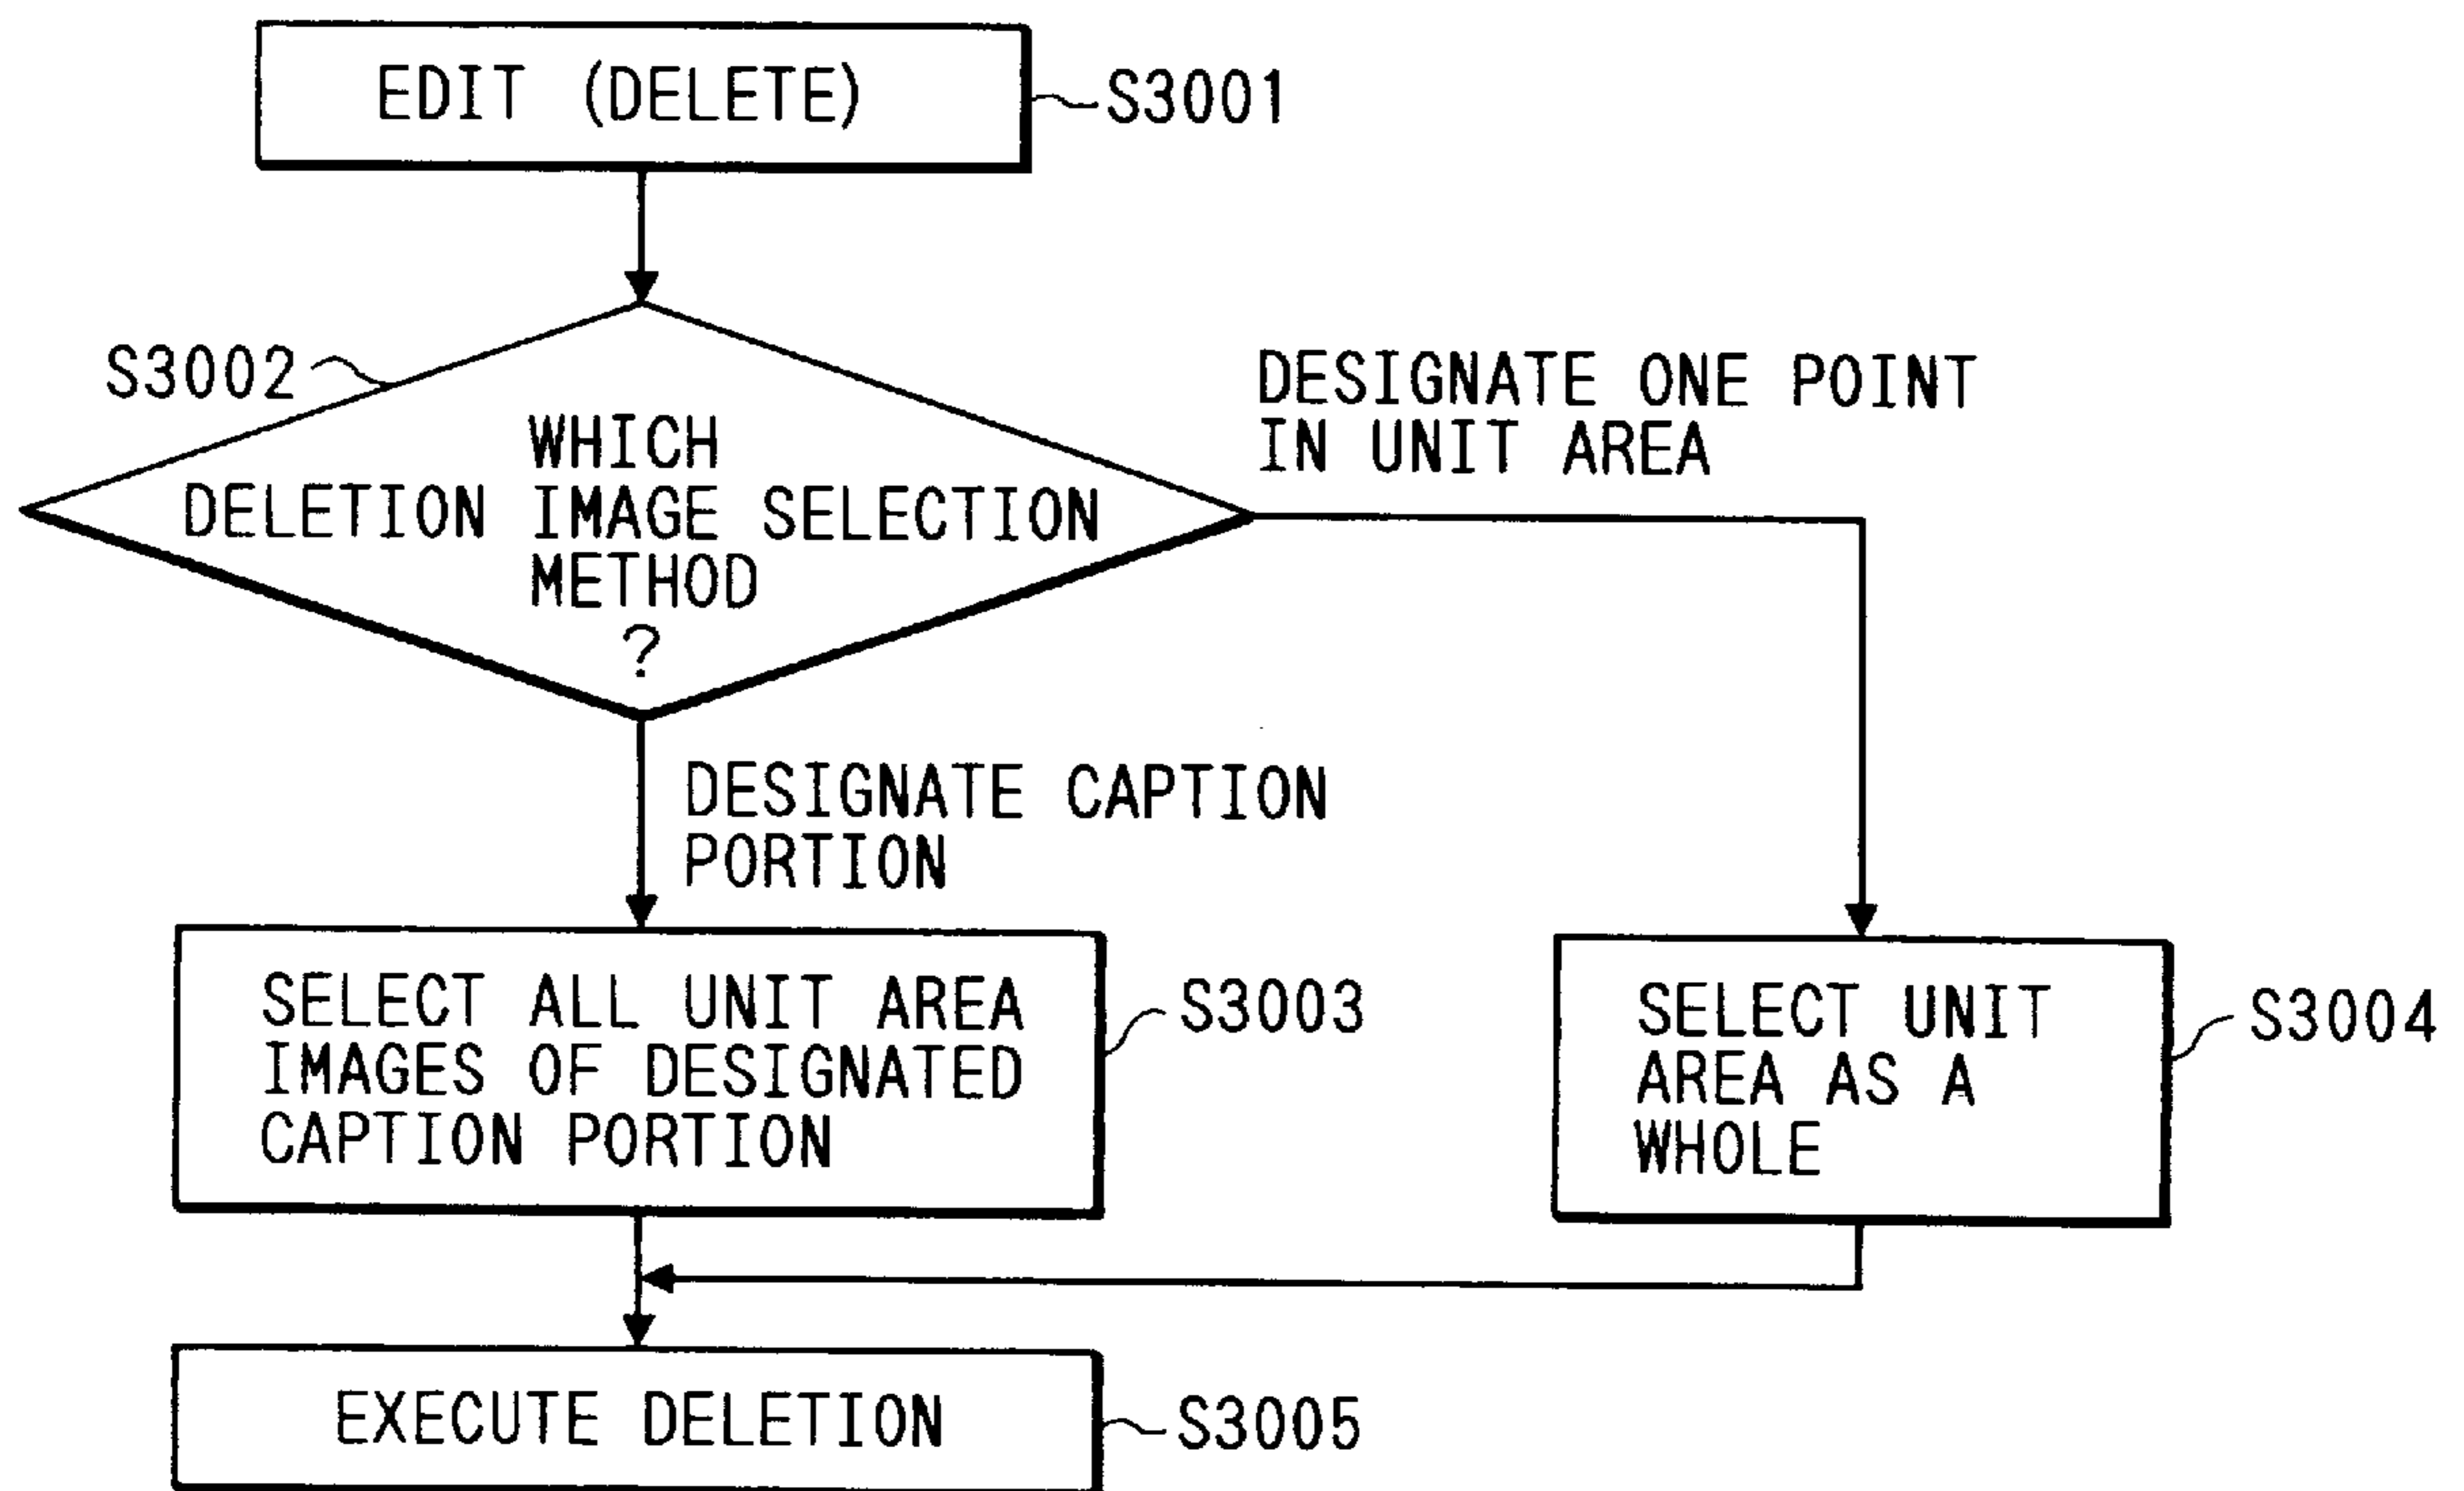 EDIT (DELETE)
S3001
S3002
WHICH
DELETION IMAGE SELECTION
METHOD
?
DESIGNATE ONE POINT
IN UNIT AREA
DESIGNATE CAPTION
PORTION
SELECT ALL UNIT AREA
IMAGES OF DESIGNATED
CAPTION PORTION
S3003
SELECT UNIT
AREA AS A
WHOLE
S3004
EXECUTE DELETION
S3005